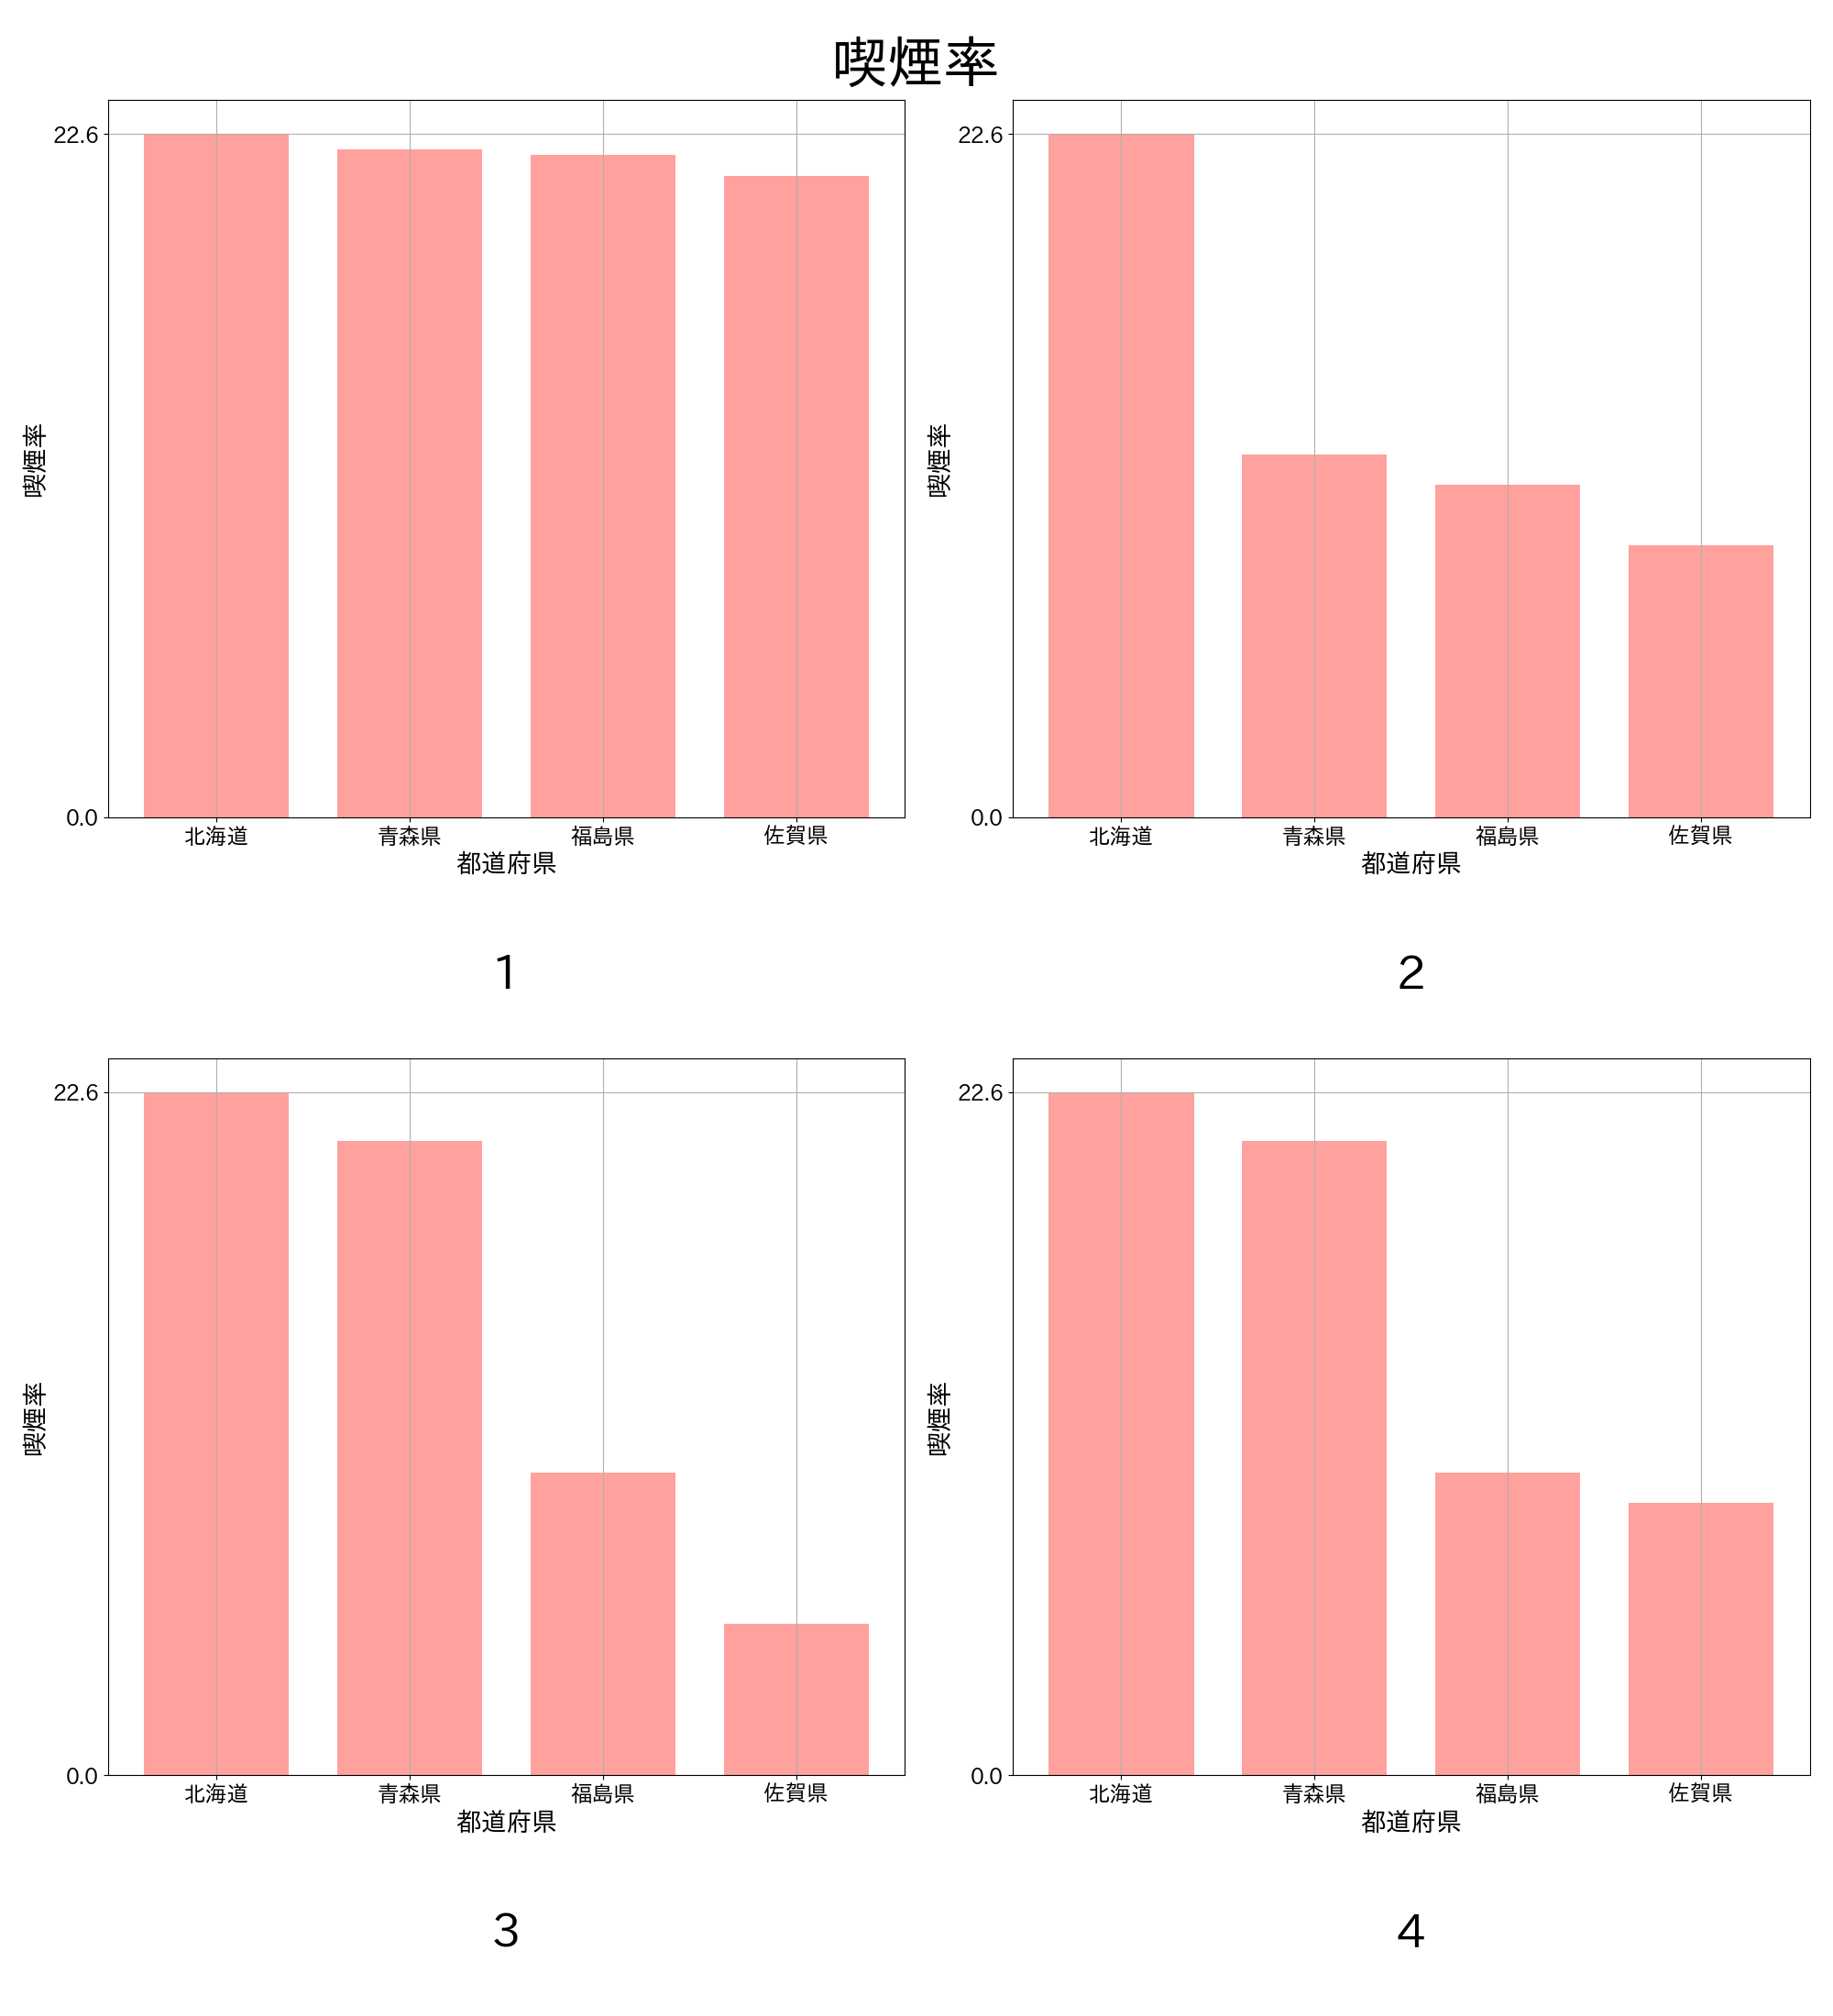 喫煙率
22.6
0.0
喫煙率
北海道 青森県 福島県 佐賀県
都道府県
1
22.6
0.0
喫煙率
北海道 青森県 福島県 佐賀県
都道府県
2
22.6
0.0
喫煙率
北海道 青森県 福島県 佐賀県
都道府県
3
22.6
0.0
喫煙率
北海道 青森県 福島県 佐賀県
都道府県
4